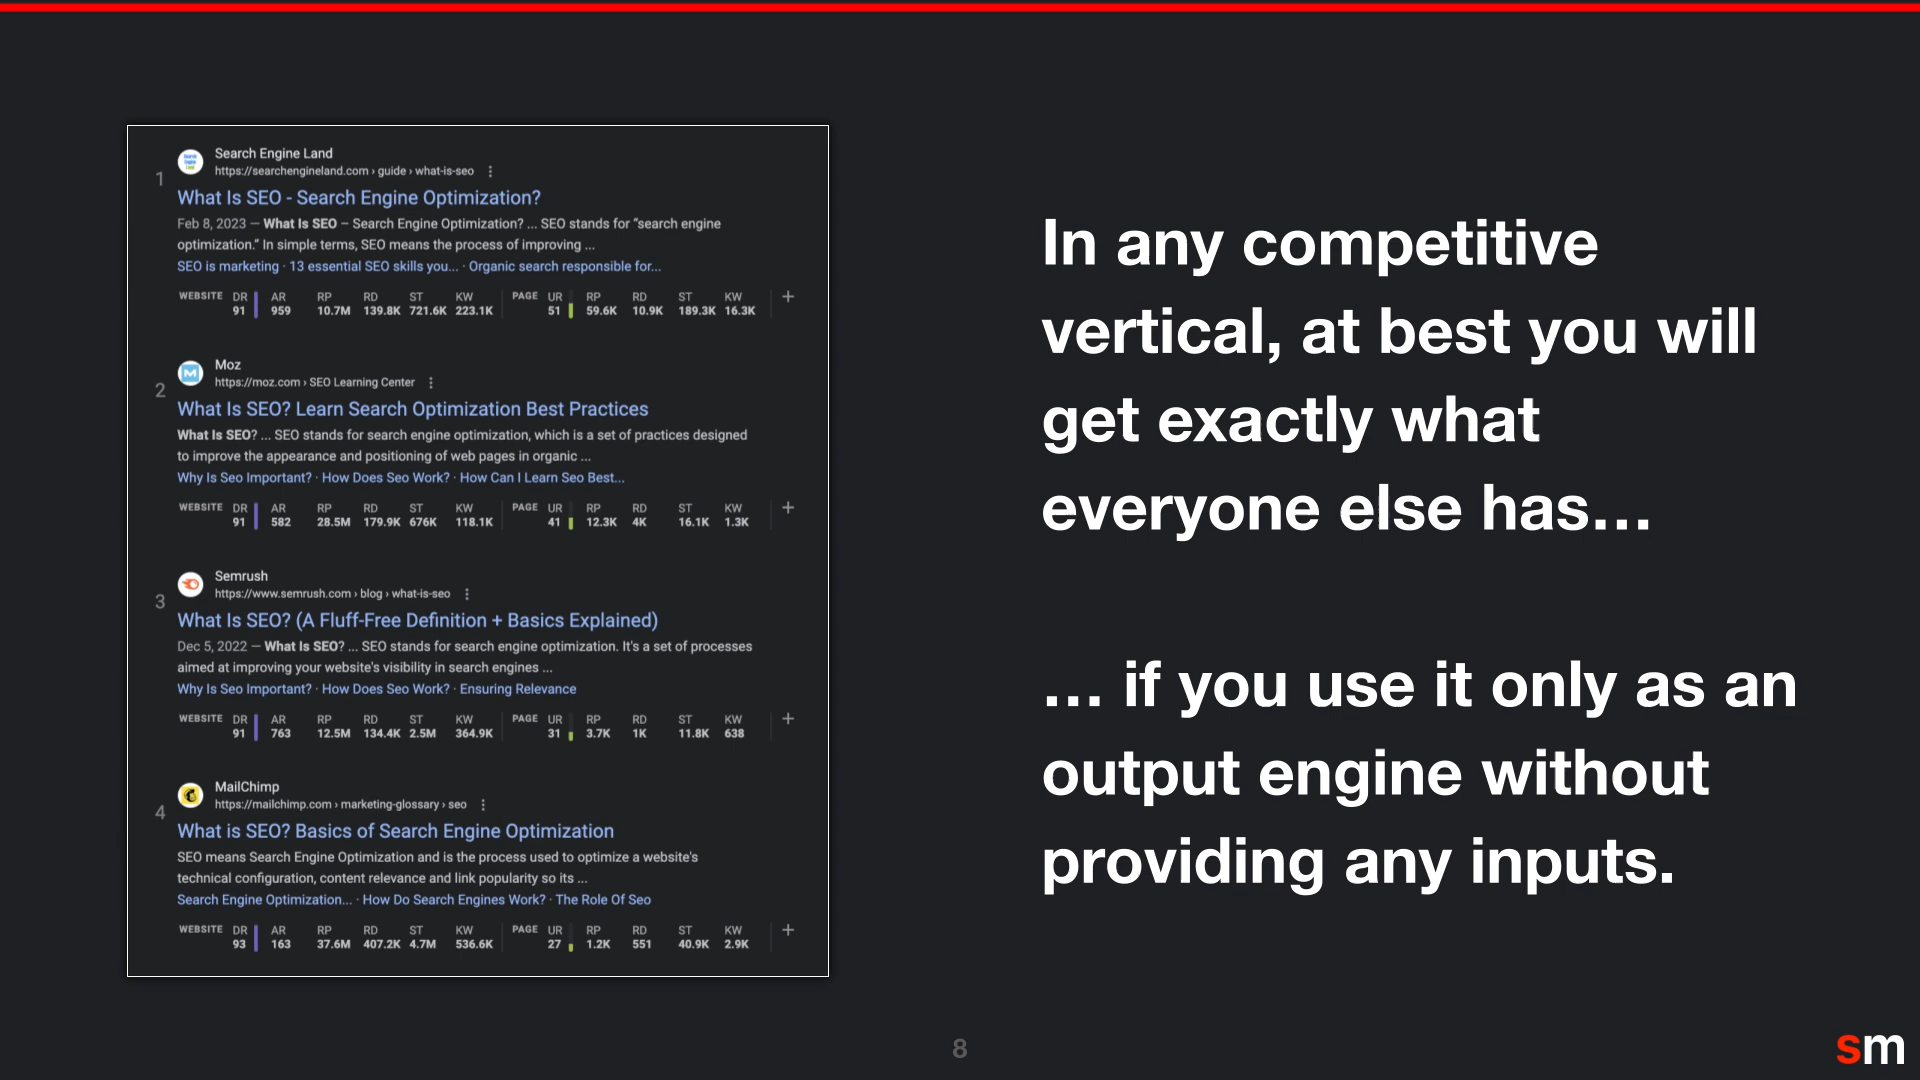 1
Search Engine Land
https://searchengineland.com › guide › what-is-seo
What Is SEO - Search Engine Optimization?
Feb 8, 2023 — What Is SEO – Search Engine Optimization? ... SEO stands for “search engine
optimization.” In simple terms, SEO means the process of improving ...
SEO is marketing · 13 essential SEO skills you... · Organic search responsible for...
WEBSITE DR AR RP RD ST KW PAGE UR RP RD ST KW +
91 959 10.7M 139.8K 721.6K 223.1K 51 59.6K 10.9K 189.3K 16.3K
2
Moz
https://moz.com › SEO Learning Center
What Is SEO? Learn Search Optimization Best Practices
What Is SEO? ... SEO stands for search engine optimization, which is a set of practices designed
to improve the appearance and positioning of web pages in organic ...
Why Is Seo Important? · How Does Seo Work? · How Can I Learn Seo Best...
WEBSITE DR AR RP RD ST KW PAGE UR RP RD ST KW +
91 582 28.5M 179.9K 676K 118.1K 41 12.3K 4K 16.1K 1.3K
3
Semrush
https://www.semrush.com › blog › what-is-seo
What Is SEO? (A Fluff-Free Definition + Basics Explained)
Dec 5, 2022 — What Is SEO? ... SEO stands for search engine optimization. It's a set of processes
aimed at improving your website's visibility in search engines ...
Why Is Seo Important? · How Does Seo Work? · Ensuring Relevance
WEBSITE DR AR RP RD ST KW PAGE UR RP RD ST KW +
91 763 12.5M 134.4K 2.5M 364.9K 31 3.7K 1K 11.8K 638
4
MailChimp
https://mailchimp.com › marketing-glossary › seo
What is SEO? Basics of Search Engine Optimization
SEO means Search Engine Optimization and is the process used to optimize a website's
technical configuration, content relevance and link popularity so its ...
Search Engine Optimization... · How Do Search Engines Work? · The Role Of Seo
WEBSITE DR AR RP RD ST KW PAGE UR RP RD ST KW +
93 163 37.6M 407.2K 4.7M 536.6K 27 1.2K 551 40.9K 2.9K
In any competitive
vertical, at best you will
get exactly what
everyone else has…
… if you use it only as an
output engine without
providing any inputs.
8
sm